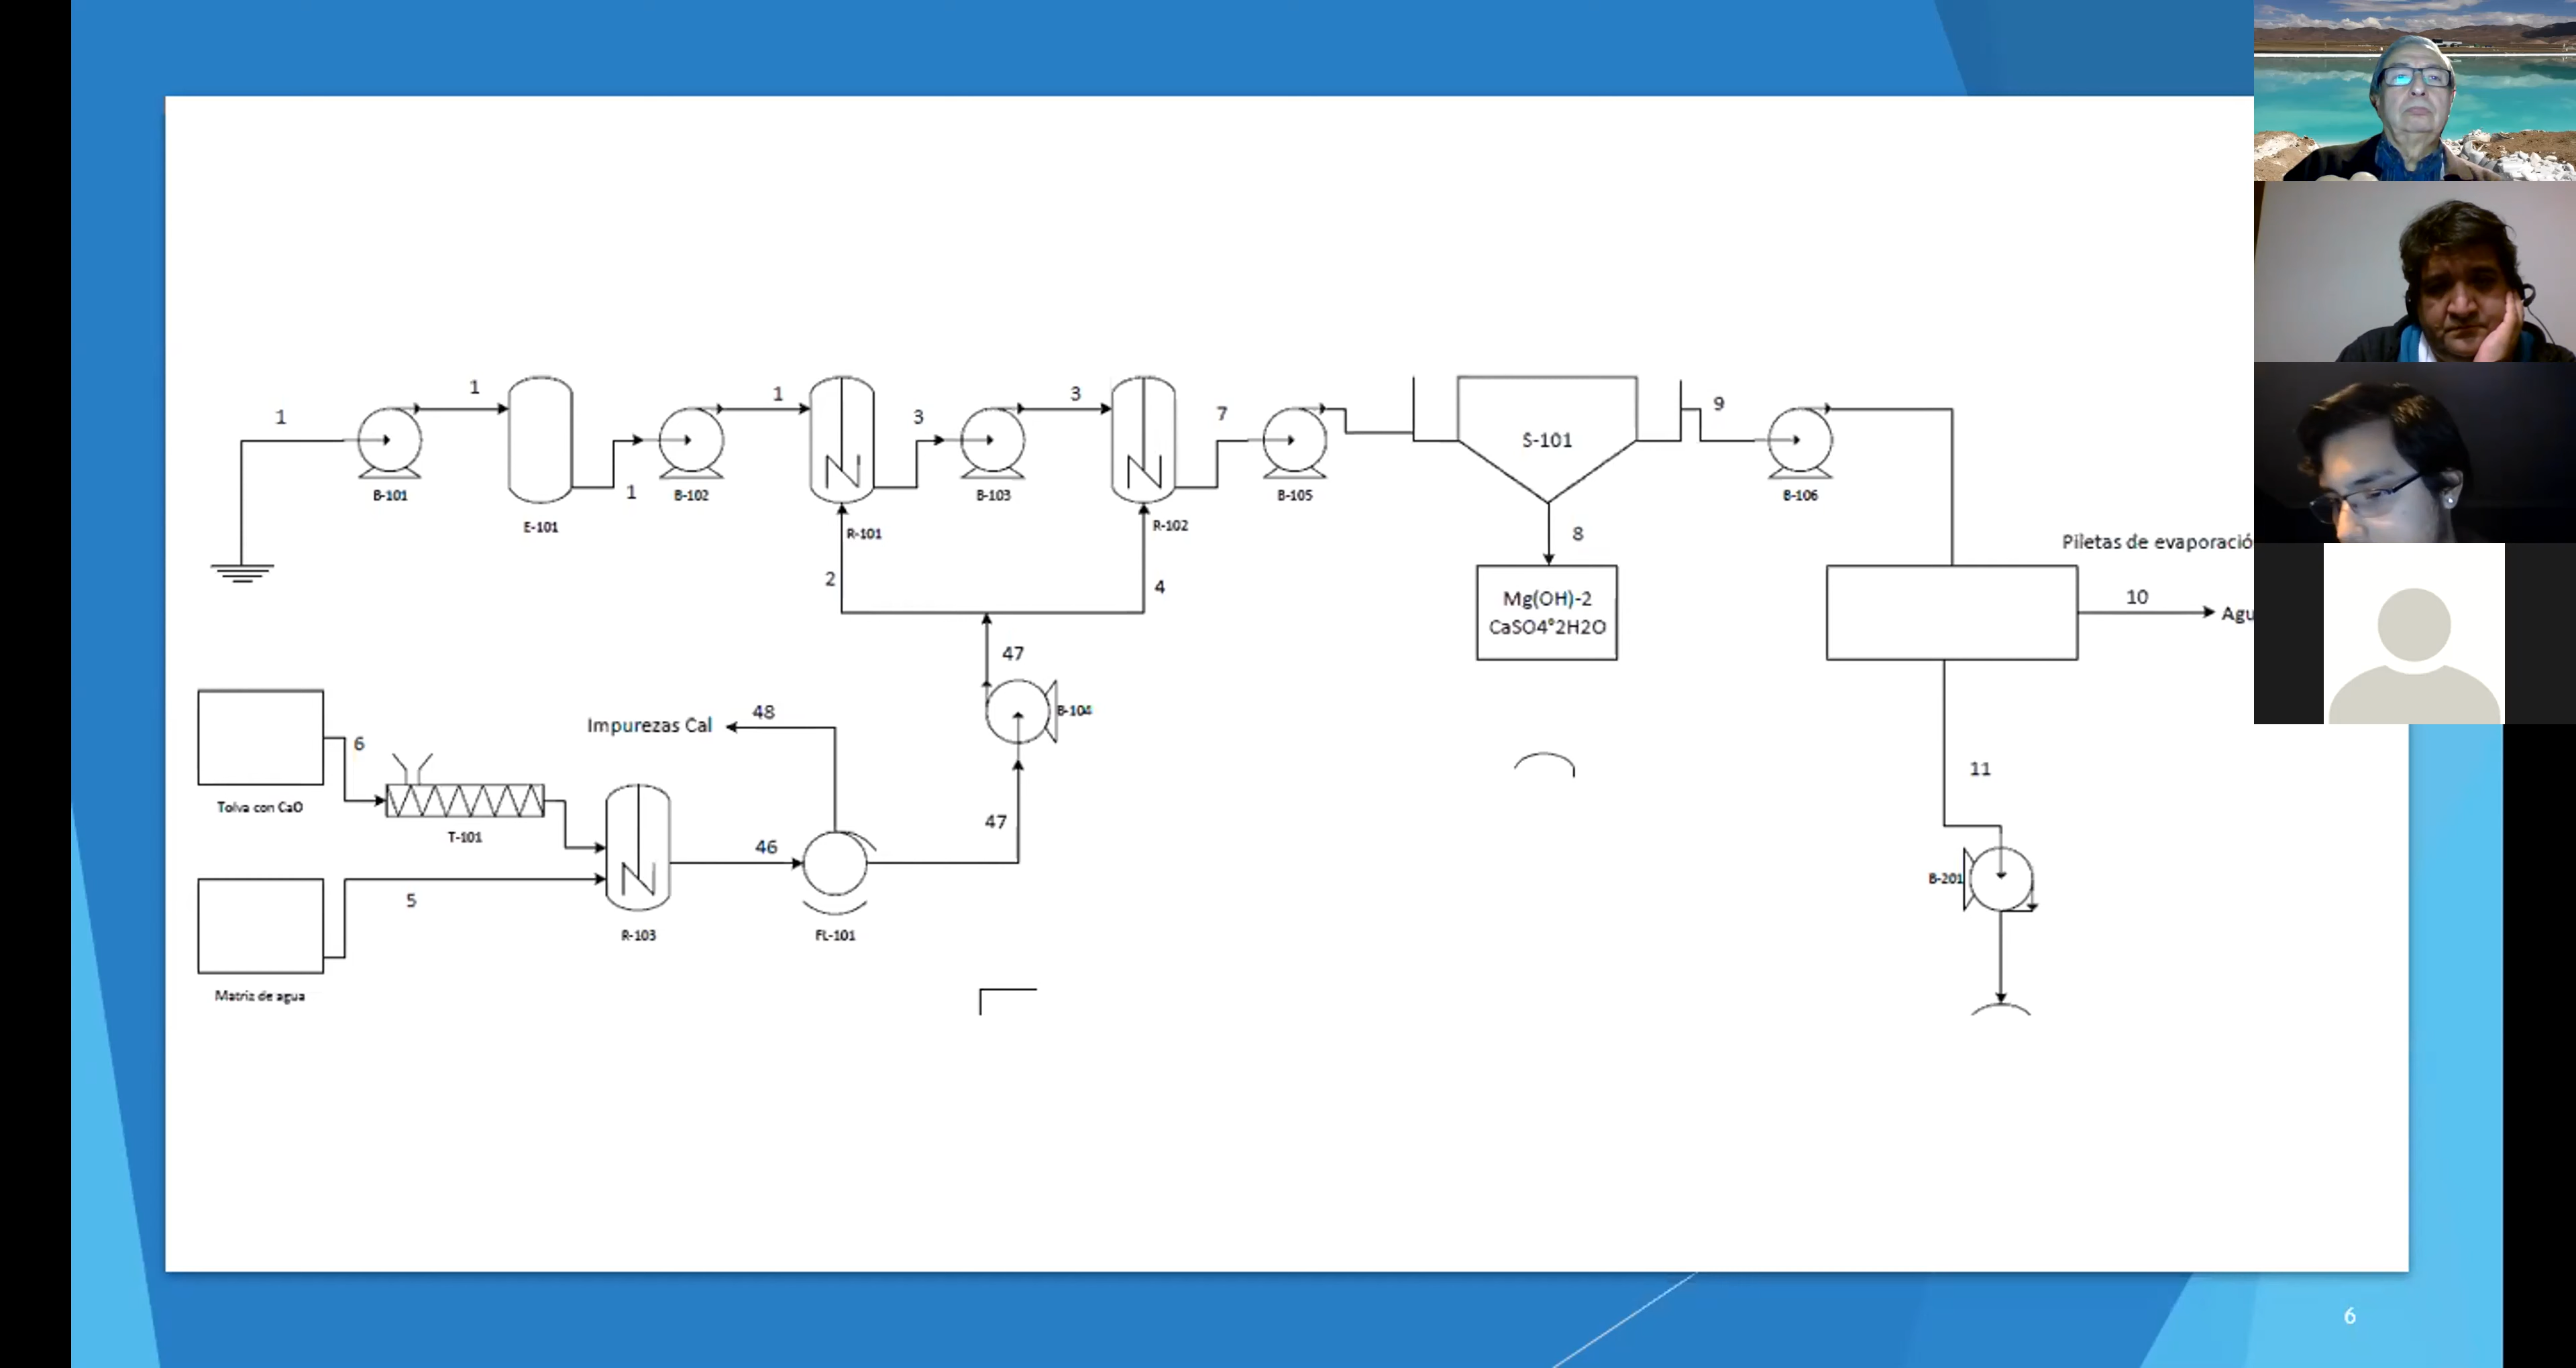 1
1
1
1
3
3
7
9
B-101
E-101
B-102
R-101
B-103
R-102
B-105
S-101
B-106
8
2
4
Mg(OH)-2
CaSO4°2H2O
Piletas de evaporació
10
Agu
11
B-201
47
B-104
47
Impurezas Cal
48
6
Tolva con CaO
T-101
46
5
R-103
FL-101
Matriz de agua
6